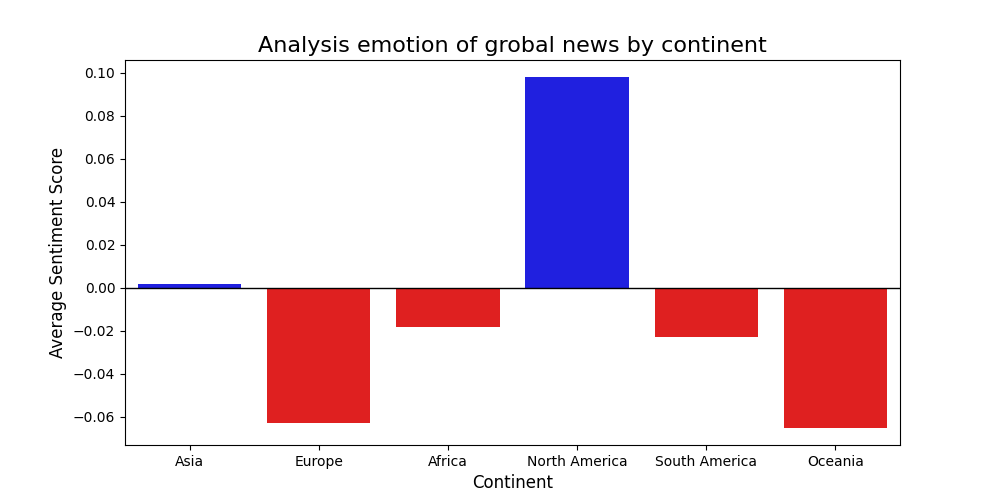 Analysis emotion of grobal news by continent
Average Sentiment Score
0.10
0.08
0.06
0.04
0.02
0.00
−0.02
−0.04
−0.06
Asia Europe Africa North America South America Oceania
Continent